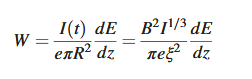 W = \frac{I(t)}{e\pi R^2} \frac{dE}{dz} = \frac{B^2 I^{1/3}}{\pi e \xi^2} \frac{dE}{dz}